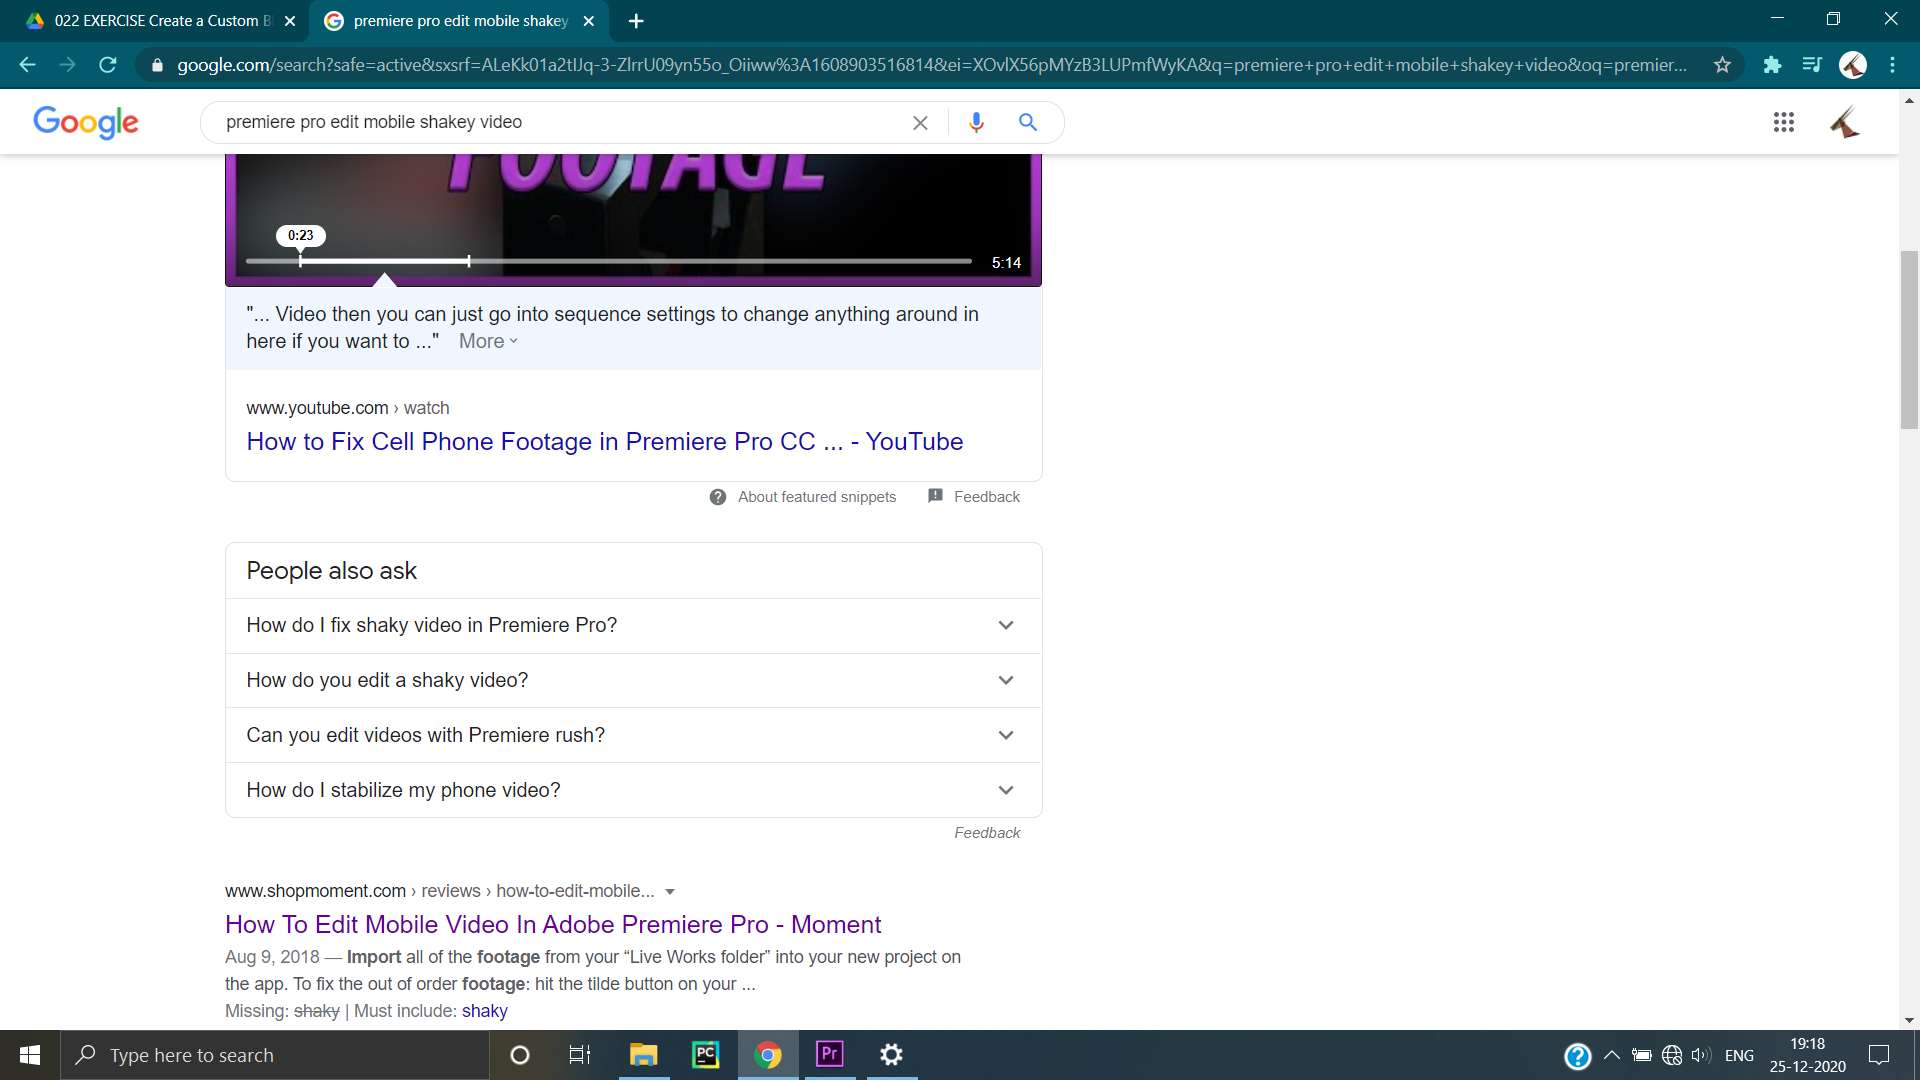 022 EXERCISE Create a Custom B
premiere pro edit mobile shakey
google.com/search?safe=active&sxsrf=ALeKk01a2tIJq-3-ZlrrU09yn55o_Oiiww%3A1608903516814&ei=XOvlX56pMYzB3LUPmfWyKA&q=premiere+pro+edit+mobile+shakey+video&oq=premier...
Google
premiere pro edit mobile shakey video
FOOTAGE
0:23
5:14
"... Video then you can just go into sequence settings to change anything around in
here if you want to ..." More
www.youtube.com › watch
How to Fix Cell Phone Footage in Premiere Pro CC ... - YouTube
About featured snippets
Feedback
People also ask
How do I fix shaky video in Premiere Pro?
How do you edit a shaky video?
Can you edit videos with Premiere rush?
How do I stabilize my phone video?
Feedback
www.shopmoment.com › reviews › how-to-edit-mobile...
How To Edit Mobile Video In Adobe Premiere Pro - Moment
Aug 9, 2018 — Import all of the footage from your “Live Works folder” into your new project on
the app. To fix the out of order footage: hit the tilde button on your ...
Missing: shaky | Must include: shaky
Type here to search
PC
Pr
ENG
19:18
25-12-2020